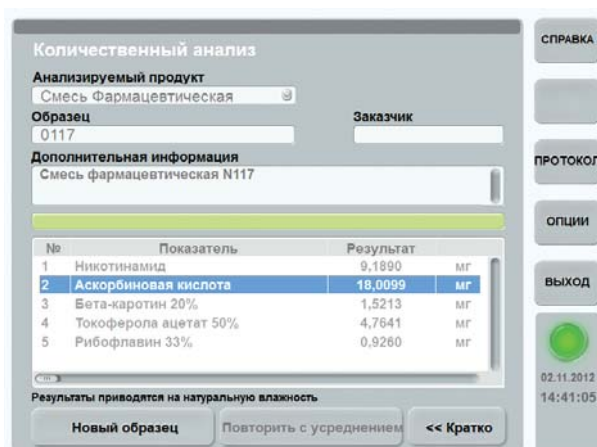 Количественный анализ
Анализируемый продукт
Смесь Фармацевтическая
Образец Заказчик
0117
Дополнительная информация
Смесь фармацевтическая N117
№ Показатель Результат
1 Никотинамид 9,1890 мг
2 Аскорбиновая кислота 18,0099 мг
3 Бета-каротин 20% 1,5213 мг
4 Токоферола ацетат 50% 4,7641 мг
5 Рибофлавин 33% 0,9260 мг
Результаты приводятся на натуральную влажность
Новый образец Повторить с усреднением << Кратко
СПРАВКА
ПРОТОКОЛ
ОПЦИИ
ВЫХОД
02.11.2012
14:41:05